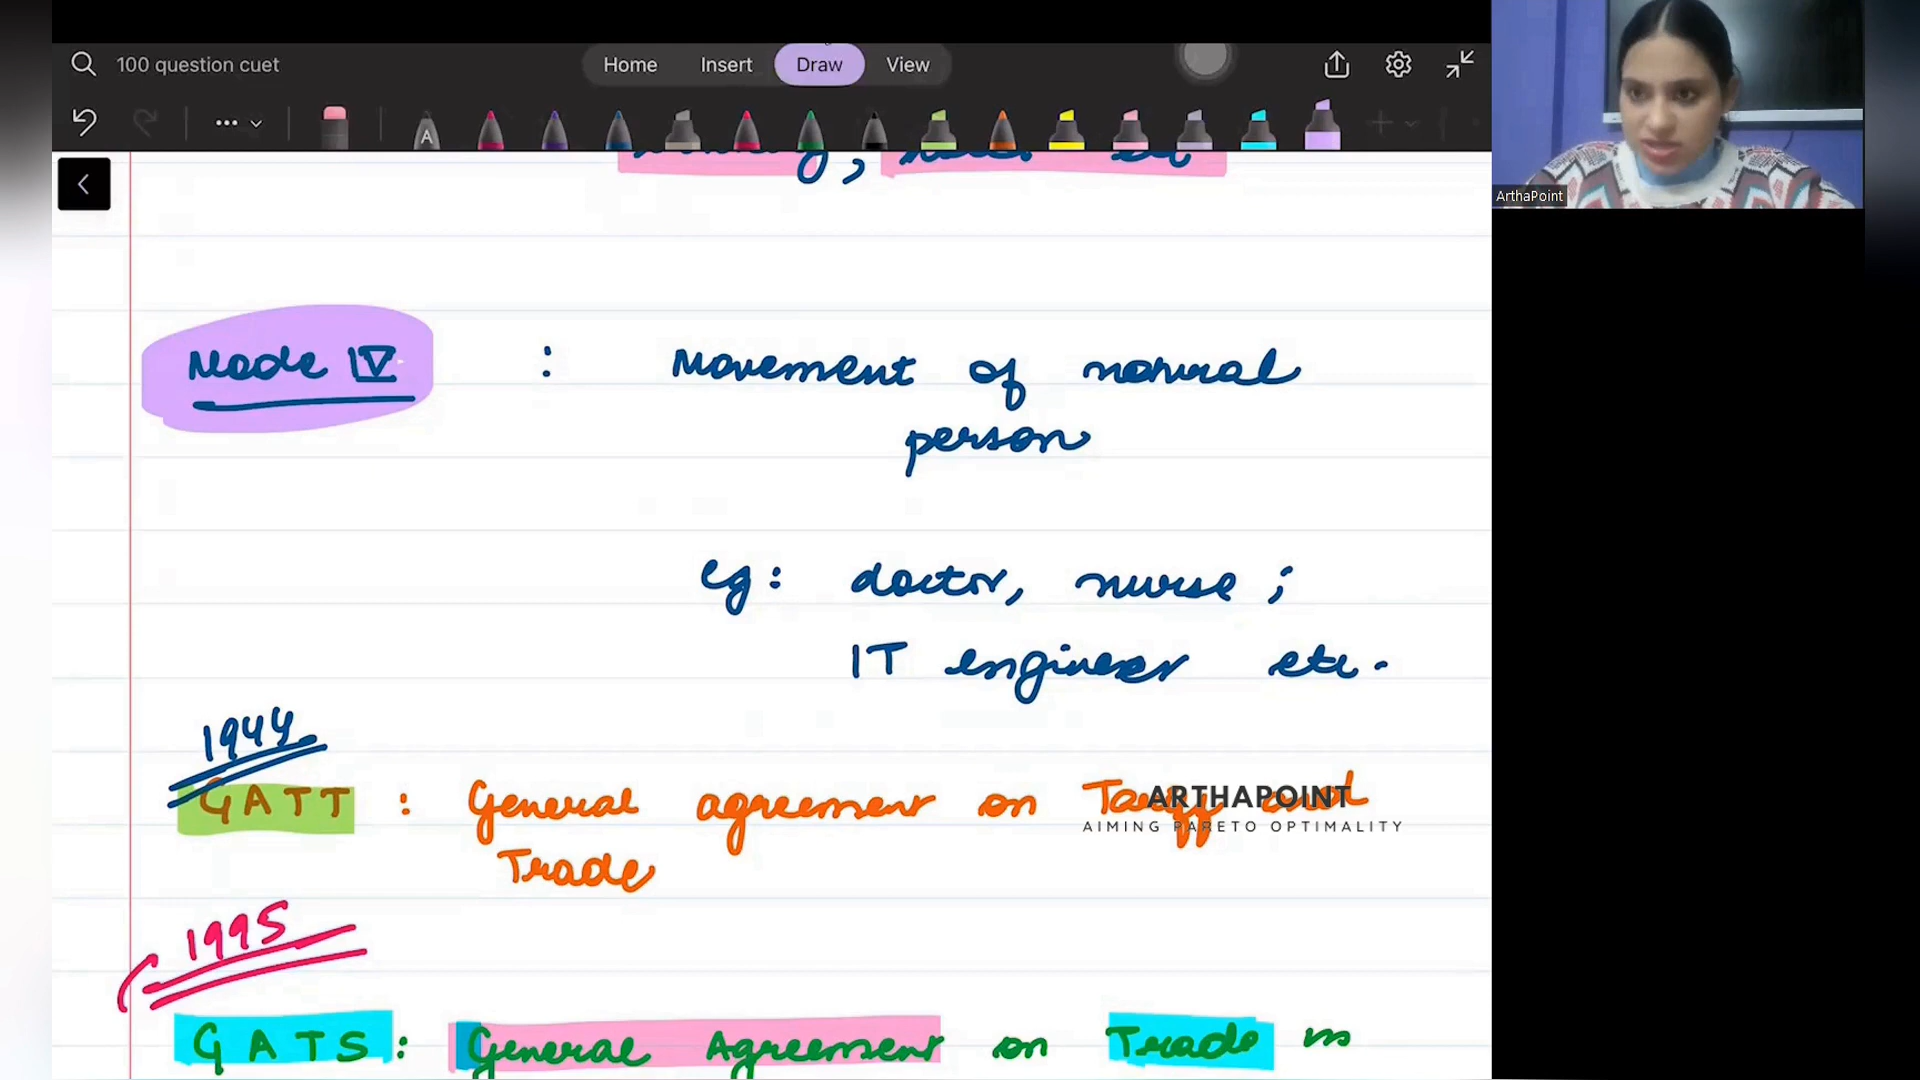 100 question cuet
Home Insert Draw View
A
ArthaPoint
Mode IV : Movement of natural
person
eg: doctor, nurse ;
IT engineer etc.
1944
GATT : General agreement on Tariff and
ARTHAPOINT
AIMING PARETO OPTIMALITY
Trade
1995
GATS : General Agreement on Trade in